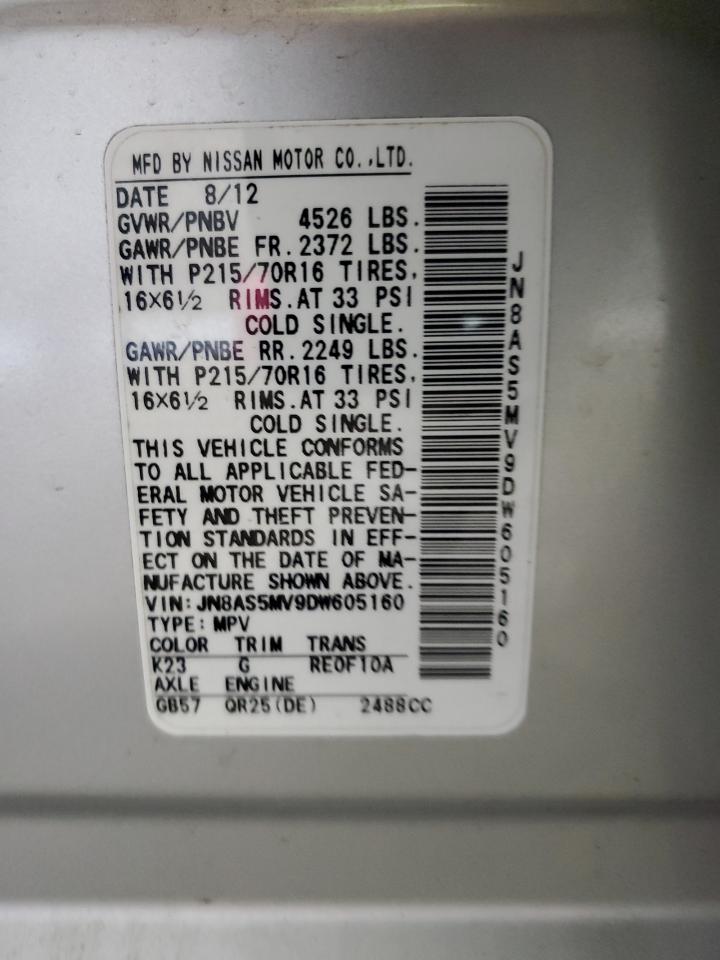 MFD BY NISSAN MOTOR CO.,LTD.
DATE 8/12
GVWR/PNBV 4526 LBS.
GAWR/PNBE FR. 2372 LBS.
WITH P215/70R16 TIRES,
16X6½ RIMS. AT 33 PSI
COLD SINGLE.
GAWR/PNBE RR. 2249 LBS.
WITH P215/70R16 TIRES,
16X6½ RIMS. AT 33 PSI
COLD SINGLE.
THIS VEHICLE CONFORMS
TO ALL APPLICABLE FED-
ERAL MOTOR VEHICLE SA-
FETY AND THEFT PREVEN-
TION STANDARDS IN EFF-
ECT ON THE DATE OF MA-
NUFACTURE SHOWN ABOVE.
VIN: JN8AS5MV9DW605160
TYPE: MPV
COLOR TRIM TRANS
K23 G RE0F10A
AXLE ENGINE
GB57 QR25(DE) 2488CC
JN8AS5MV9DW605160